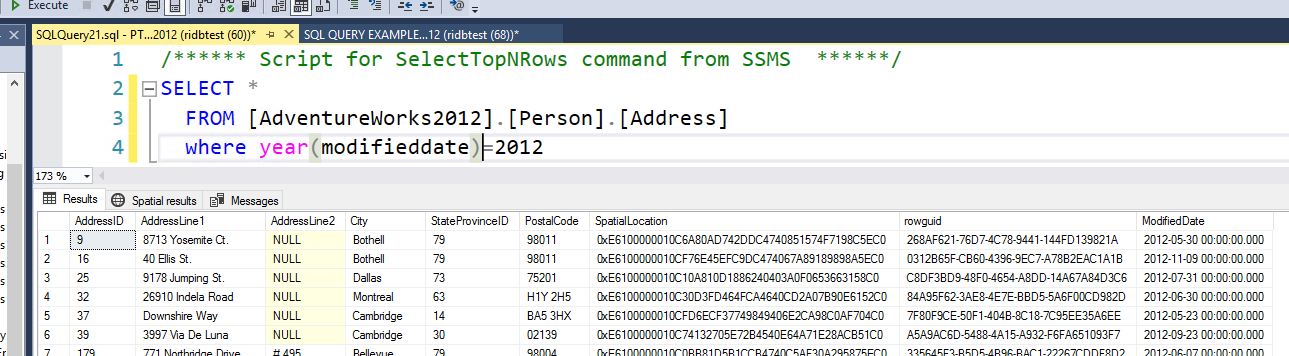 Execute
SQLQuery21.sql - PT...2012 (ridbtest (60))* SQL QUERY EXAMPLE...12 (ridbtest (68))*
1 /****** Script for SelectTopNRows command from SSMS ******/
2 SELECT *
3 FROM [AdventureWorks2012].[Person].[Address]
4 where year(modifieddate)=2012
173 %
Results Spatial results Messages
AddressID AddressLine1 AddressLine2 City StateProvinceID PostalCode SpatialLocation rowguid ModifiedDate
1 9 8713 Yosemite Ct. NULL Bothell 79 98011 0xE6100000010C6A80AD742DDC4740851574F7198C5EC0 268AF621-76D7-4C78-9441-144FD139821A 2012-05-30 00:00:00.000
2 16 40 Ellis St. NULL Bothell 79 98011 0xE6100000010CF76E45EFC9DC474067A89189898A5EC0 0312B65F-CB60-4396-9EC7-A78B2EAC1A1B 2012-11-09 00:00:00.000
3 25 9178 Jumping St. NULL Dallas 73 75201 0xE6100000010C10A810D1886240403A0F0653663158C0 C8DF3BD9-48F0-4654-A8DD-14A67A84D3C6 2012-07-31 00:00:00.000
4 32 26910 Indela Road NULL Montreal 63 H1Y 2H5 0xE6100000010C30D3FD464FCA4640CD2A07B90E6152C0 84A95F62-3AE8-4E7E-BBD5-5A6F00CD982D 2012-06-30 00:00:00.000
5 37 Downshire Way NULL Cambridge 14 BA5 3HX 0xE6100000010CFD6ECF37749849406E2CA98C0AF704C0 7F80F9CE-50F1-404B-8C18-7C95EE35A6EE 2012-05-23 00:00:00.000
6 39 3997 Via De Luna NULL Cambridge 30 02139 0xE6100000010C74132705E72B4540E64A71E28ACB51C0 A5A9AC6D-5488-4A15-A932-F6FA651093F7 2012-09-23 00:00:00.000
7 179 771 Northridge Drive # 495 Bellevue 79 98004 2012-06-07 00:00:00.000